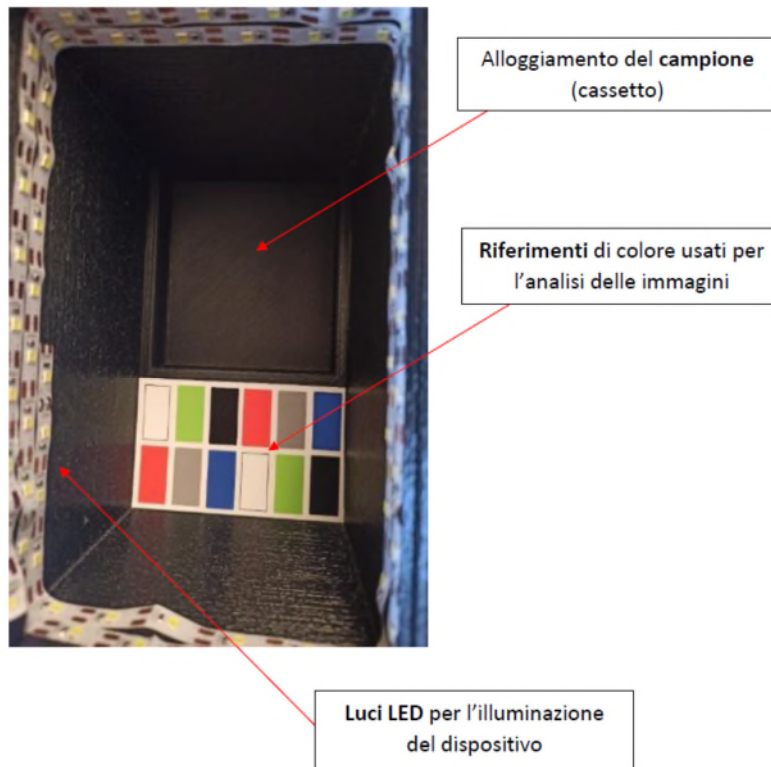 Alloggiamento del campione
(cassetto)
Riferimenti di colore usati per
l'analisi delle immagini
Luci LED per l'illuminazione
del dispositivo